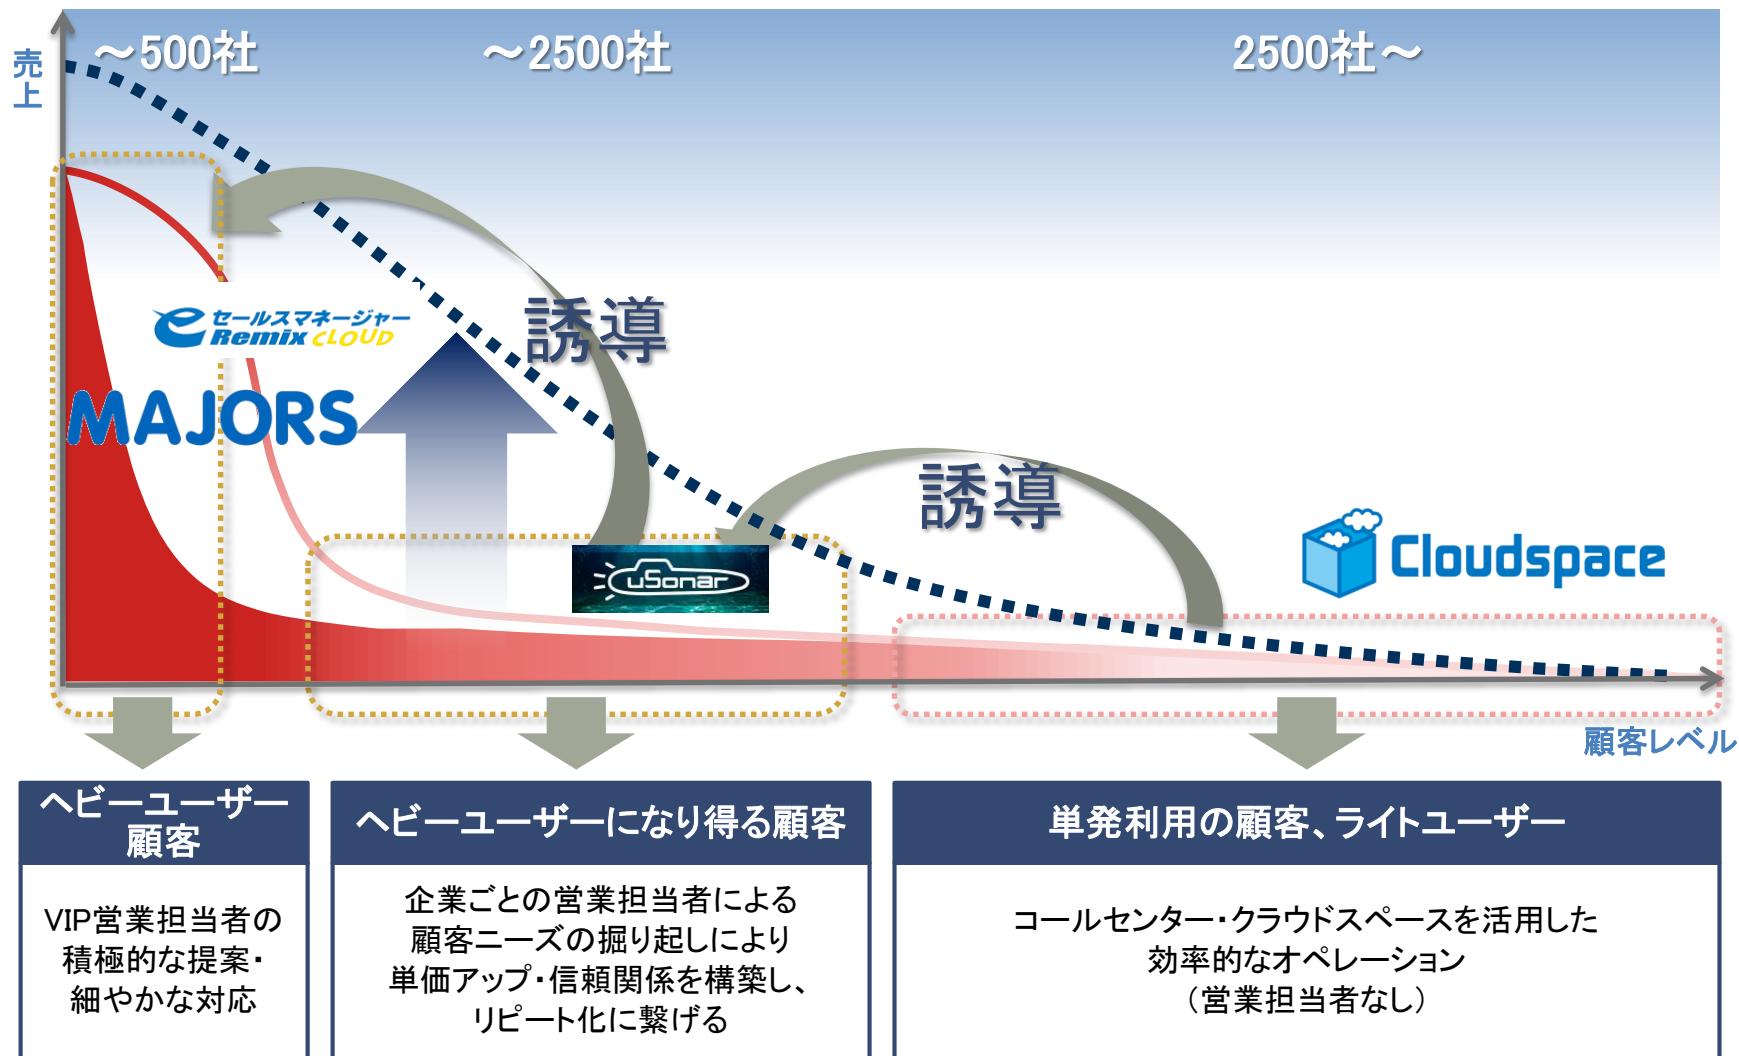 売上
～500社
～2500社
2500社～
セールスマネージャー
Remix CLOUD
MAJORS
誘導
誘導
uSonar
Cloudspace
顧客レベル
ヘビーユーザー
顧客
VIP営業担当者の
積極的な提案・
細やかな対応
ヘビーユーザーになり得る顧客
企業ごとの営業担当者による
顧客ニーズの掘り起しにより
単価アップ・信頼関係を構築し、
リピート化に繋げる
単発利用の顧客、ライトユーザー
コールセンター・クラウドスペースを活用した
効率的なオペレーション
（営業担当者なし）